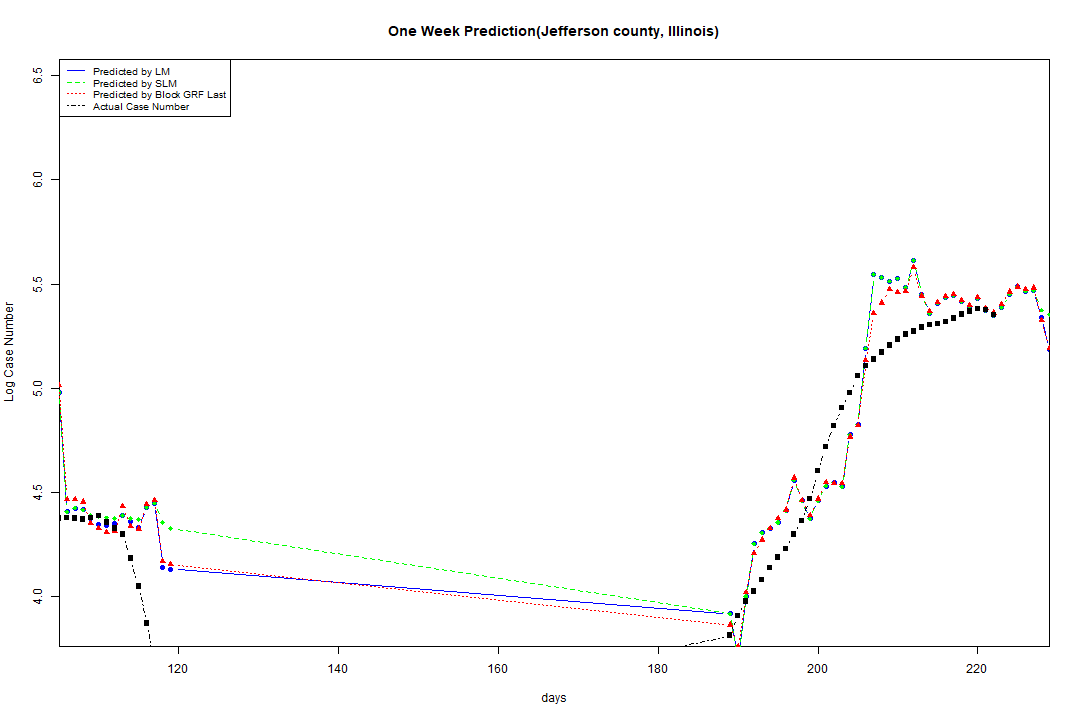 One Week Prediction(Jefferson county, Illinois)
Predicted by LM
Predicted by SLM
Predicted by Block GRF Last
Actual Case Number
Log Case Number
6.5
6.0
5.5
5.0
4.5
4.0
120 140 160 180 200 220
days